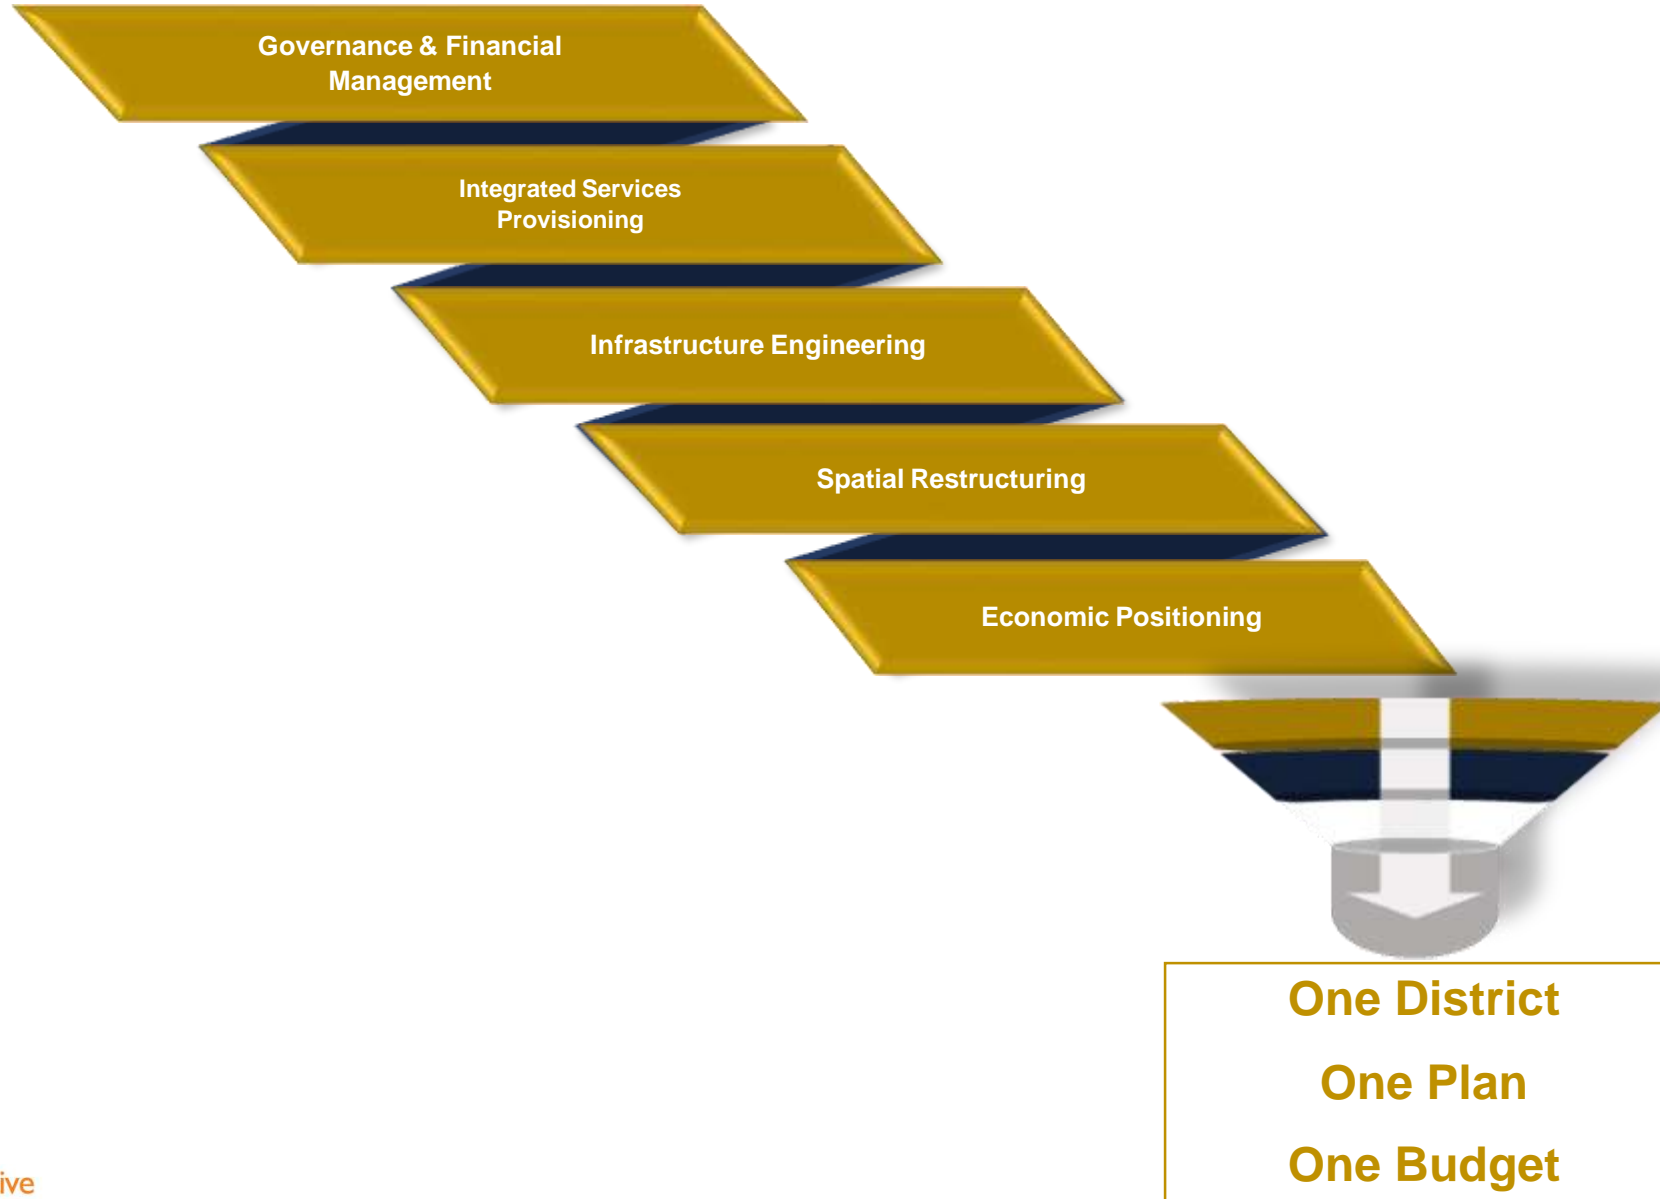 Governance & Financial
Management
Integrated Services
Provisioning
Infrastructure Engineering
Spatial Restructuring
Economic Positioning
One District
One Plan
One Budget
ive